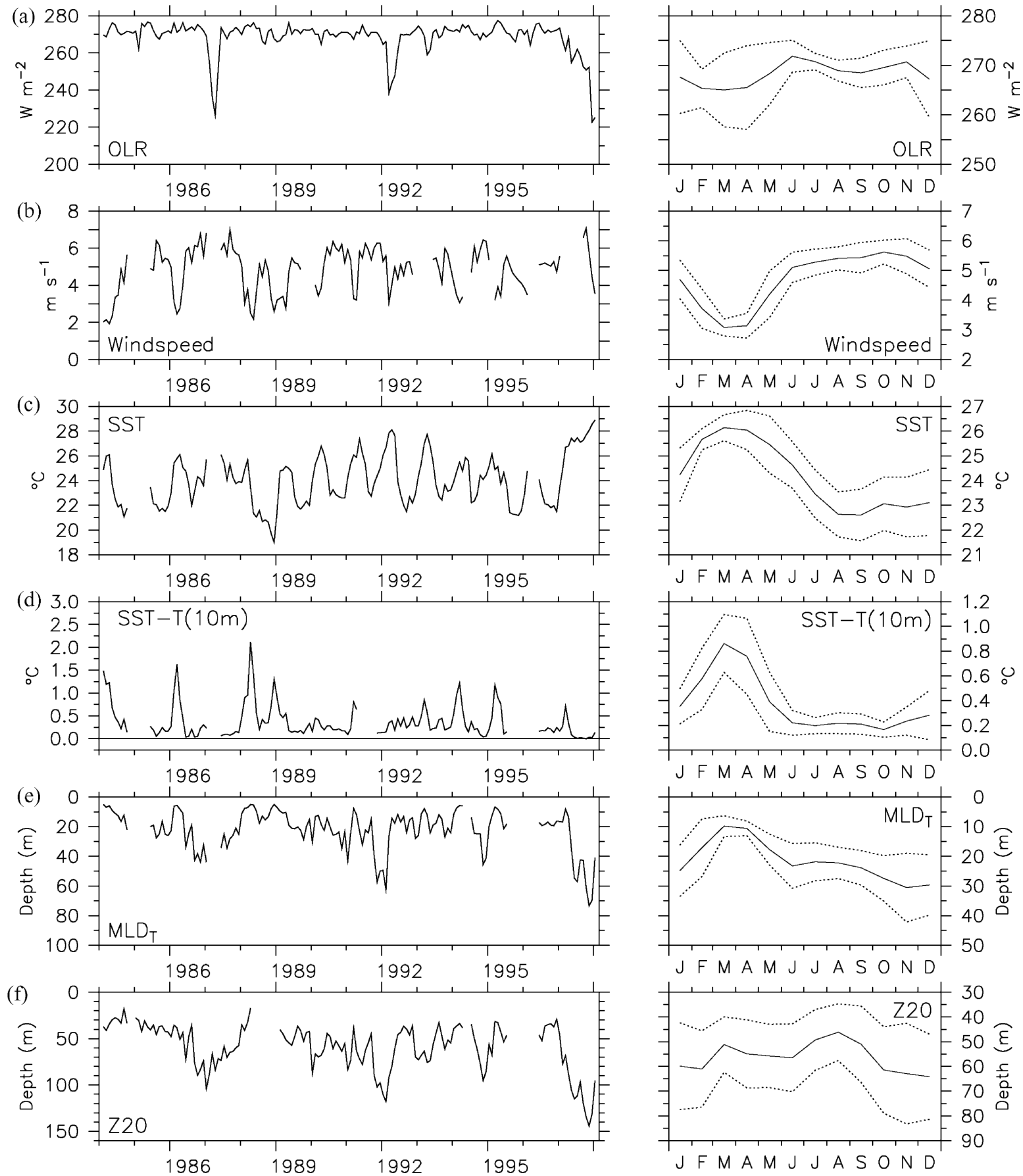 (a)
280
260
240
220
200
W m⁻²
OLR
1986 1989 1992 1995
280
270
260
250
W m⁻²
OLR
J F M A M J J A S O N D
(b)
8
6
4
2
0
m s⁻¹
Windspeed
1986 1989 1992 1995
7
6
5
4
3
2
m s⁻¹
Windspeed
J F M A M J J A S O N D
(c)
30
28
26
24
22
20
18
°C
SST
1986 1989 1992 1995
27
26
25
24
23
22
21
°C
SST
J F M A M J J A S O N D
(d)
3.0
2.5
2.0
1.5
1.0
0.5
0.0
°C
SST−T(10m)
1986 1989 1992 1995
1.2
1.0
0.8
0.6
0.4
0.2
0.0
°C
SST−T(10m)
J F M A M J J A S O N D
(e)
0
20
40
60
80
100
Depth (m)
MLD_T
1986 1989 1992 1995
0
10
20
30
40
50
Depth (m)
MLD_T
J F M A M J J A S O N D
(f)
0
50
100
150
Depth (m)
Z20
1986 1989 1992 1995
30
40
50
60
70
80
90
Depth (m)
Z20
J F M A M J J A S O N D